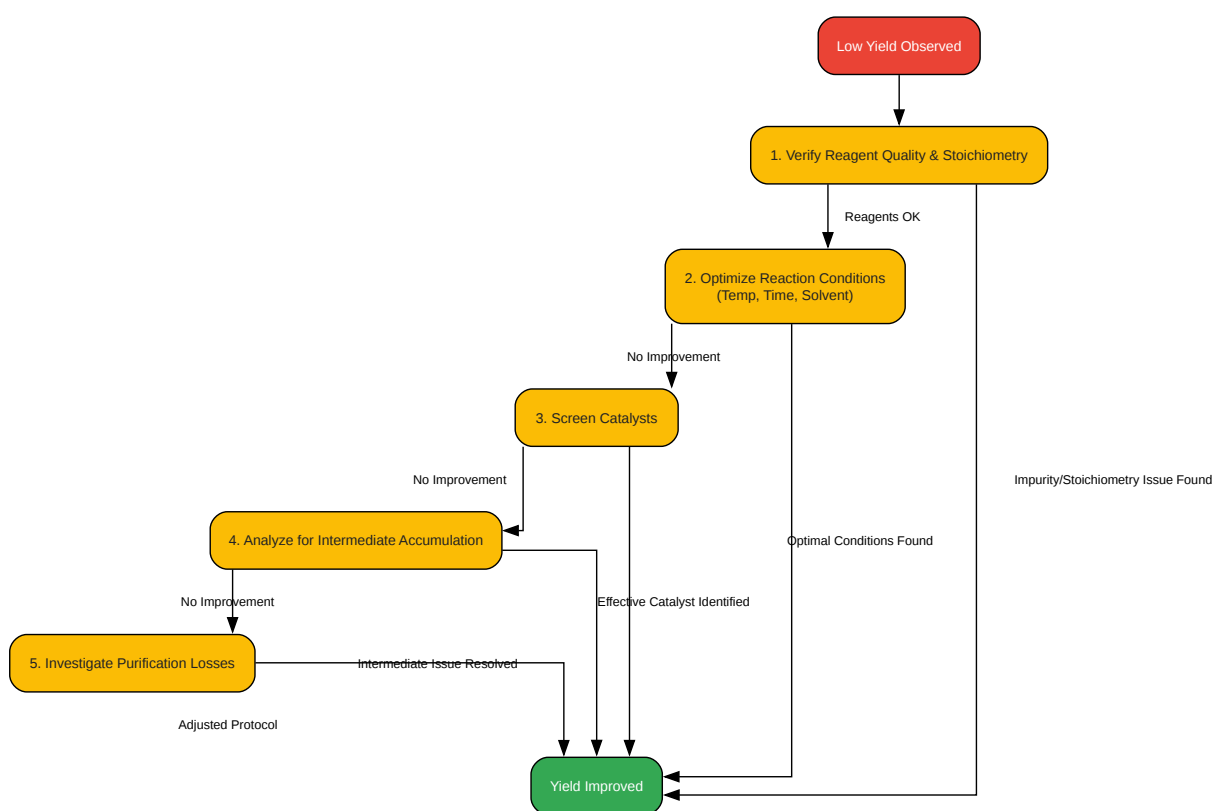 Low Yield Observed
1. Verify Reagent Quality & Stoichiometry
Reagents OK
2. Optimize Reaction Conditions
(Temp, Time, Solvent)
No Improvement
3. Screen Catalysts
No Improvement
Impurity/Stoichiometry Issue Found
4. Analyze for Intermediate Accumulation
Optimal Conditions Found
No Improvement
Effective Catalyst Identified
5. Investigate Purification Losses
Intermediate Issue Resolved
Adjusted Protocol
Yield Improved